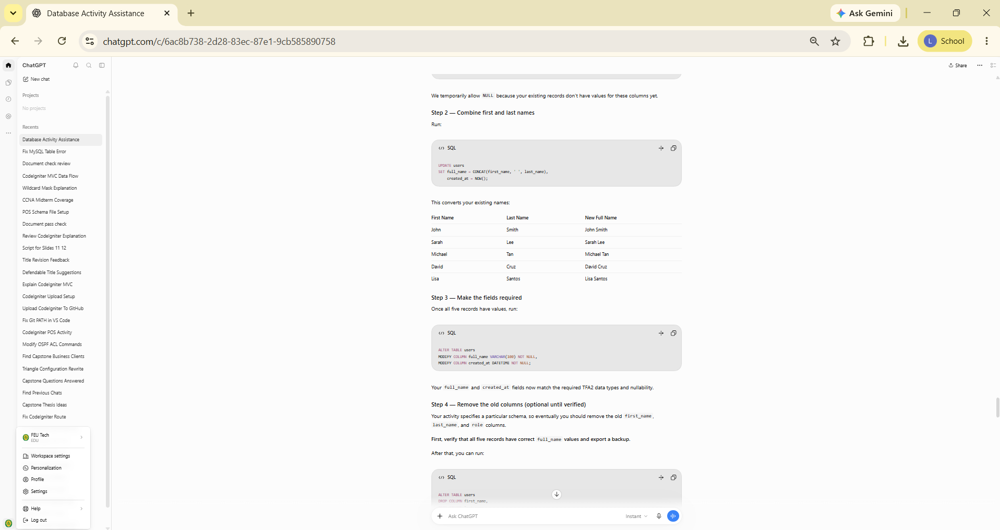 Database Activity Assistance
Ask Gemini
chatgpt.com/c/6ac8b738-2d28-83ec-87e1-9cb585890758
L
School
ChatGPT
New chat
Projects
No projects
Recents
Database Activity Assistance
Fix MySQL Table Error
Document check review
CodeIgniter MVC Data Flow
Wildcard Mask Explanation
CCNA Midterm Coverage
POS Schema File Setup
Document pass check
Review CodeIgniter Explanation
Script for Slides 11 12
Title Revision Feedback
Defendable Title Suggestions
Explain CodeIgniter MVC
CodeIgniter Upload Setup
Upload CodeIgniter To GitHub
Fix Git PATH in VS Code
CodeIgniter POS Activity
Modify OSPF ACL Commands
Find Capstone Business Clients
Triangle Configuration Rewrite
Capstone Questions Answered
Find Previous Chats
Capstone Thesis Ideas
Fix CodeIgniter Route
FEU Tech
EDU
Workspace settings
Personalization
Profile
Settings
Help
Log out
Share
We temporarily allow NULL because your existing records don't have values for these columns yet.
Step 2 — Combine first and last names
Run:
SQL
UPDATE users
SET full_name = CONCAT(first_name, ' ', last_name),
created_at = NOW();
This converts your existing names:
First Name Last Name New Full Name
John Smith John Smith
Sarah Lee Sarah Lee
Michael Tan Michael Tan
David Cruz David Cruz
Lisa Santos Lisa Santos
Step 3 — Make the fields required
Once all five records have values, run:
SQL
ALTER TABLE users
MODIFY COLUMN full_name VARCHAR(100) NOT NULL,
MODIFY COLUMN created_at DATETIME NOT NULL;
Your full_name and created_at fields now match the required TFA2 data types and nullability.
Step 4 — Remove the old columns (optional until verified)
Your activity specifies a particular schema, so eventually you should remove the old first_name,
last_name, and role columns.
First, verify that all five records have correct full_name values and export a backup.
After that, you can run:
SQL
ALTER TABLE users
DROP COLUMN first_name,
Ask ChatGPT
Instant